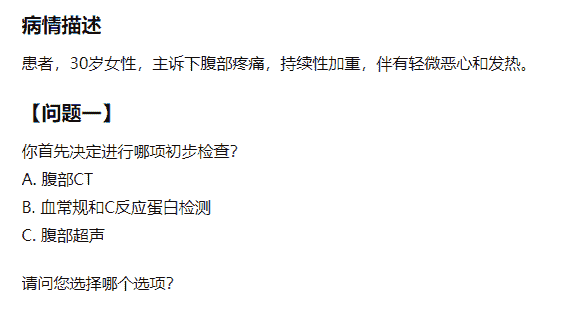 病情描述
患者，30岁女性，主诉下腹部疼痛，持续性加重，伴有轻微恶心和发热。
【问题一】
你首先决定进行哪项初步检查？
A. 腹部CT
B. 血常规和C反应蛋白检测
C. 腹部超声
请问您选择哪个选项？